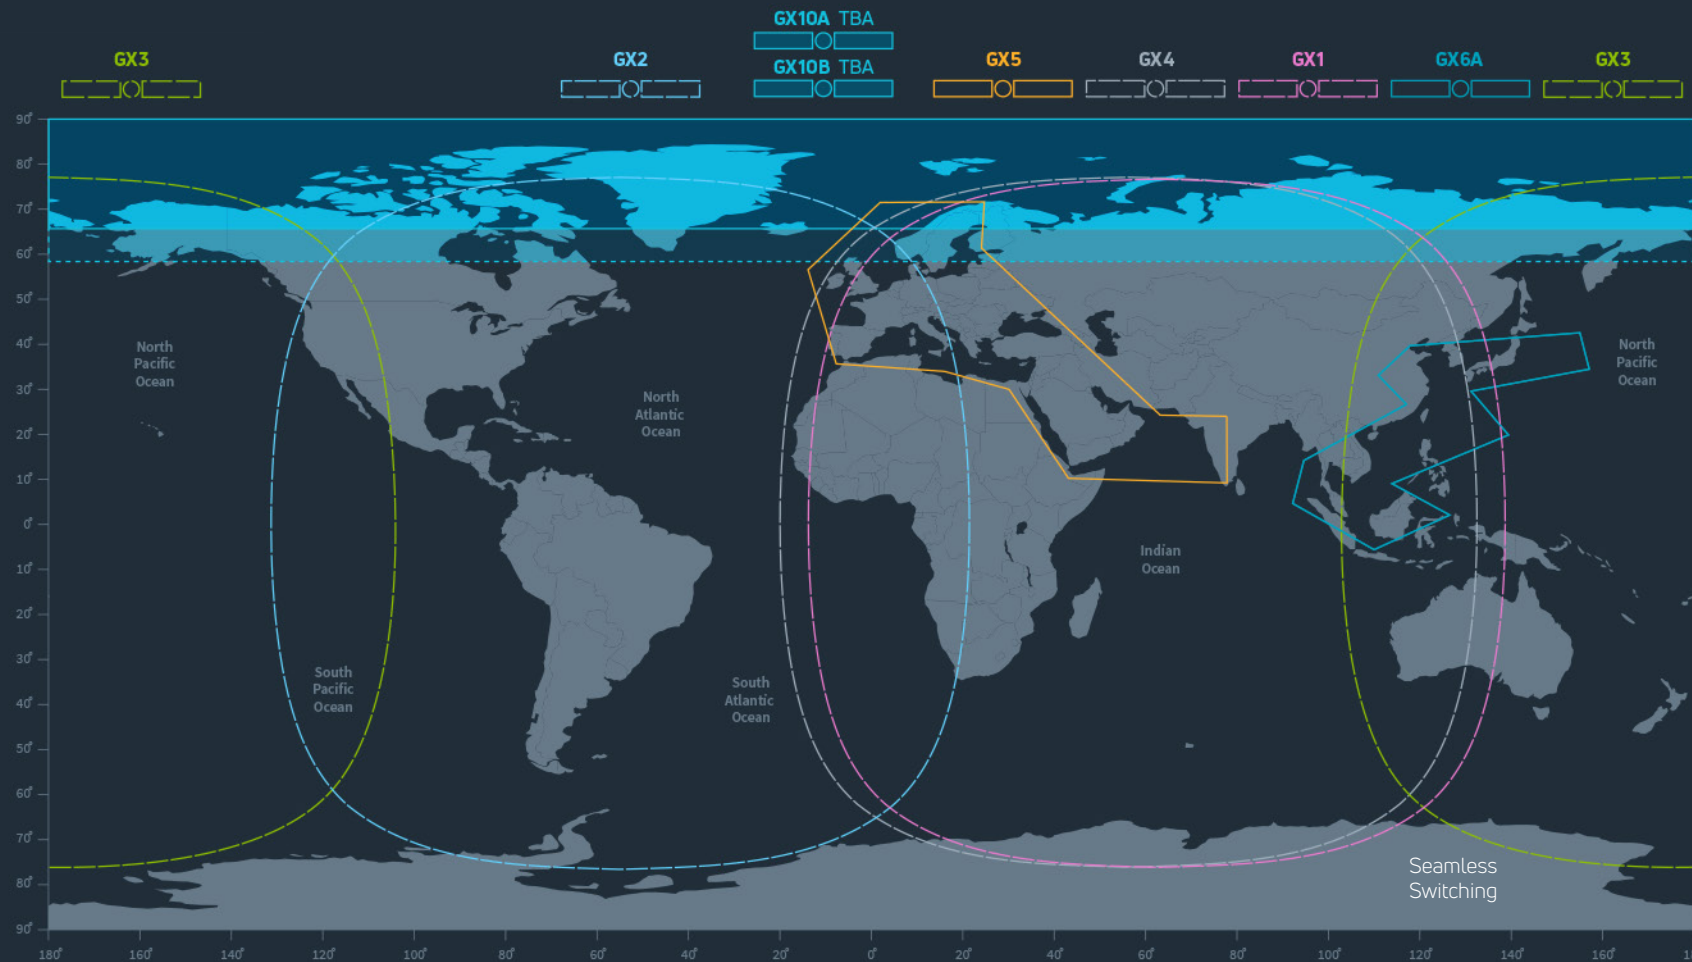 GX10A TBA
GX3
GX2
GX10B TBA
GX5
GX4
GX1
GX6A
GX3
90°
80°
70°
60°
50°
40°
30°
20°
10°
0°
10°
20°
30°
40°
50°
60°
70°
80°
90°
North
Pacific
Ocean
North
Atlantic
Ocean
North
Pacific
Ocean
Indian
Ocean
South
Pacific
Ocean
South
Atlantic
Ocean
Seamless
Switching
180° 160° 140° 120° 100° 80° 60° 40° 20° 0° 20° 40° 60° 80° 100° 120° 140° 160°